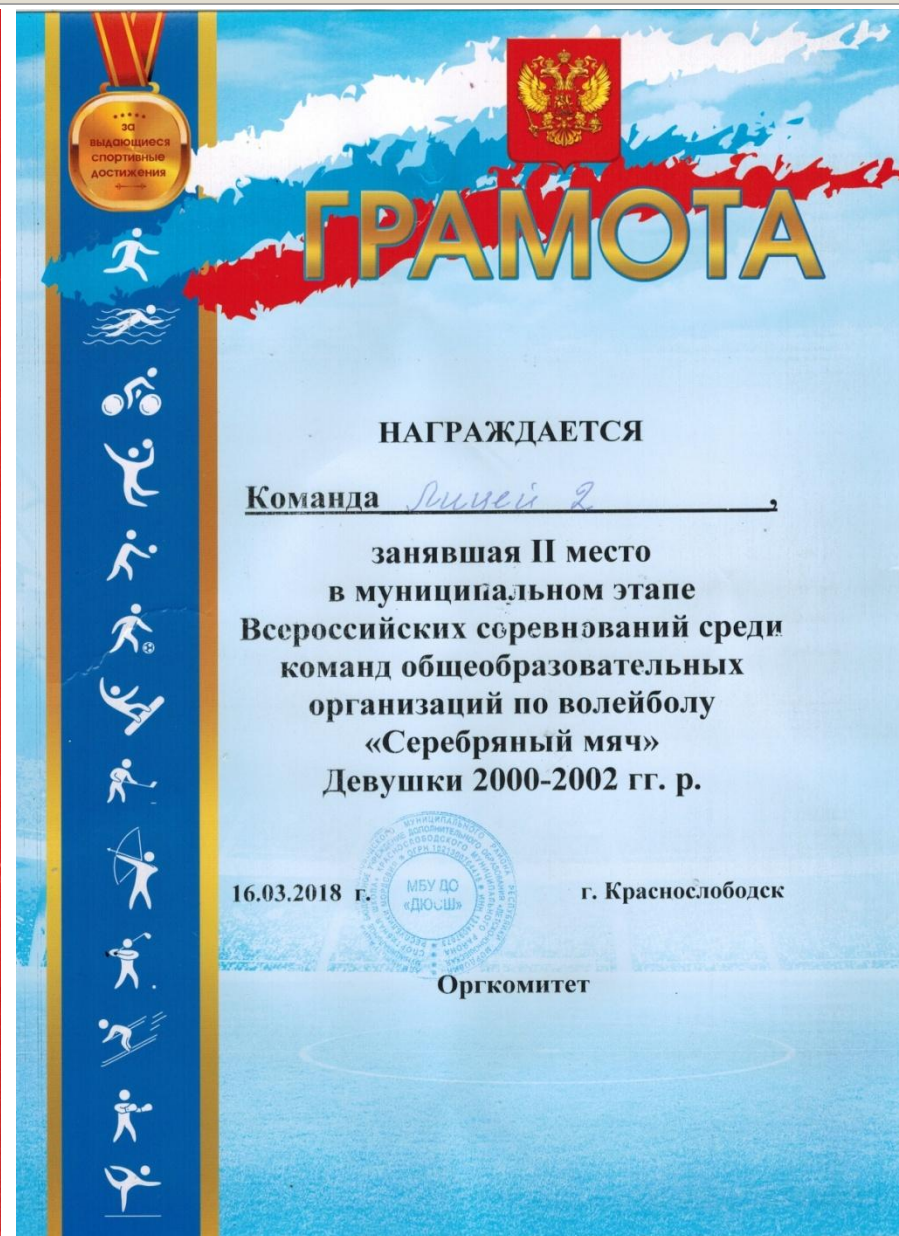 за
выдающиеся
спортивные
достижения
ГРАМОТА
НАГРАЖДАЕТСЯ
Команда Лицей 2,
занявшая II место
в муниципальном этапе
Всероссийских соревнований среди
команд общеобразовательных
организаций по волейболу
«Серебряный мяч»
Девушки 2000-2002 гг. р.
16.03.2018 г. г. Краснослободск
МБУ ДО
«ДЮСШ»
Оргкомитет